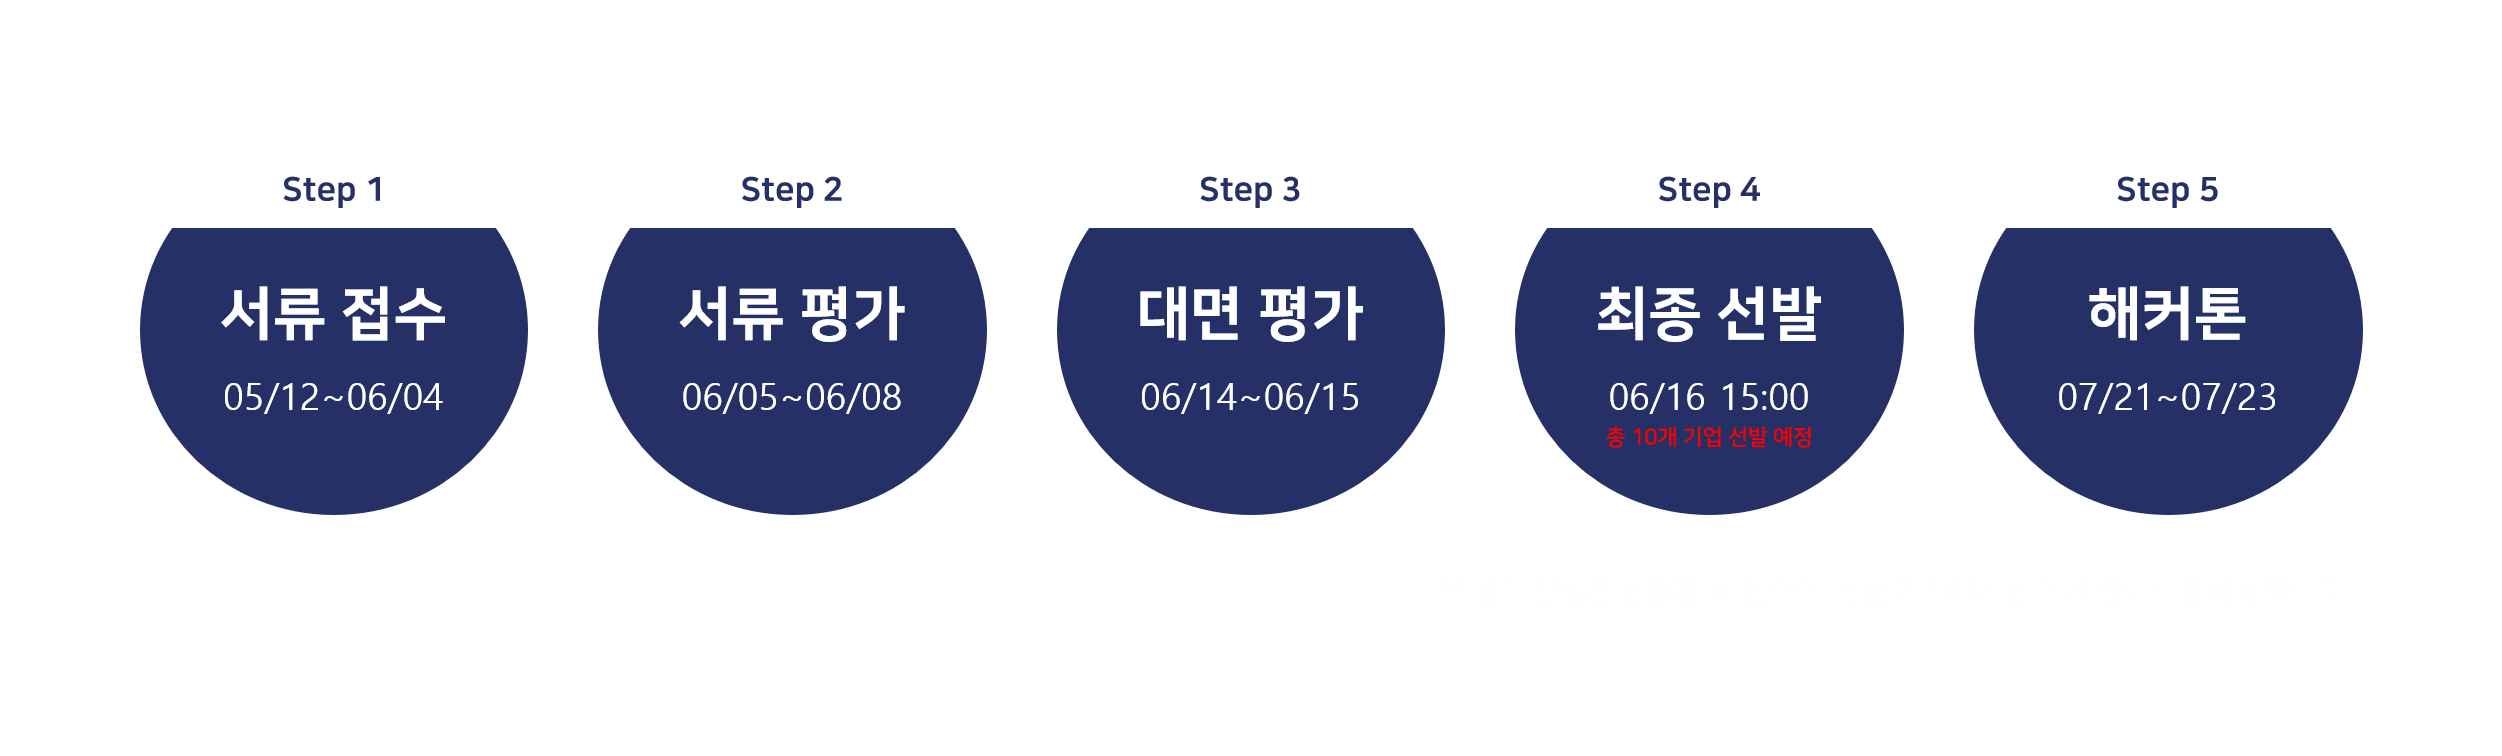 Step 1
서류 접수
05/12~06/04
Step 2
서류 평가
06/05~06/08
Step 3
대면 평가
06/14~06/15
Step 4
최종 선발
06/16 15:00
총 10개 기업 선발 예정
Step 5
해커톤
07/21~07/23